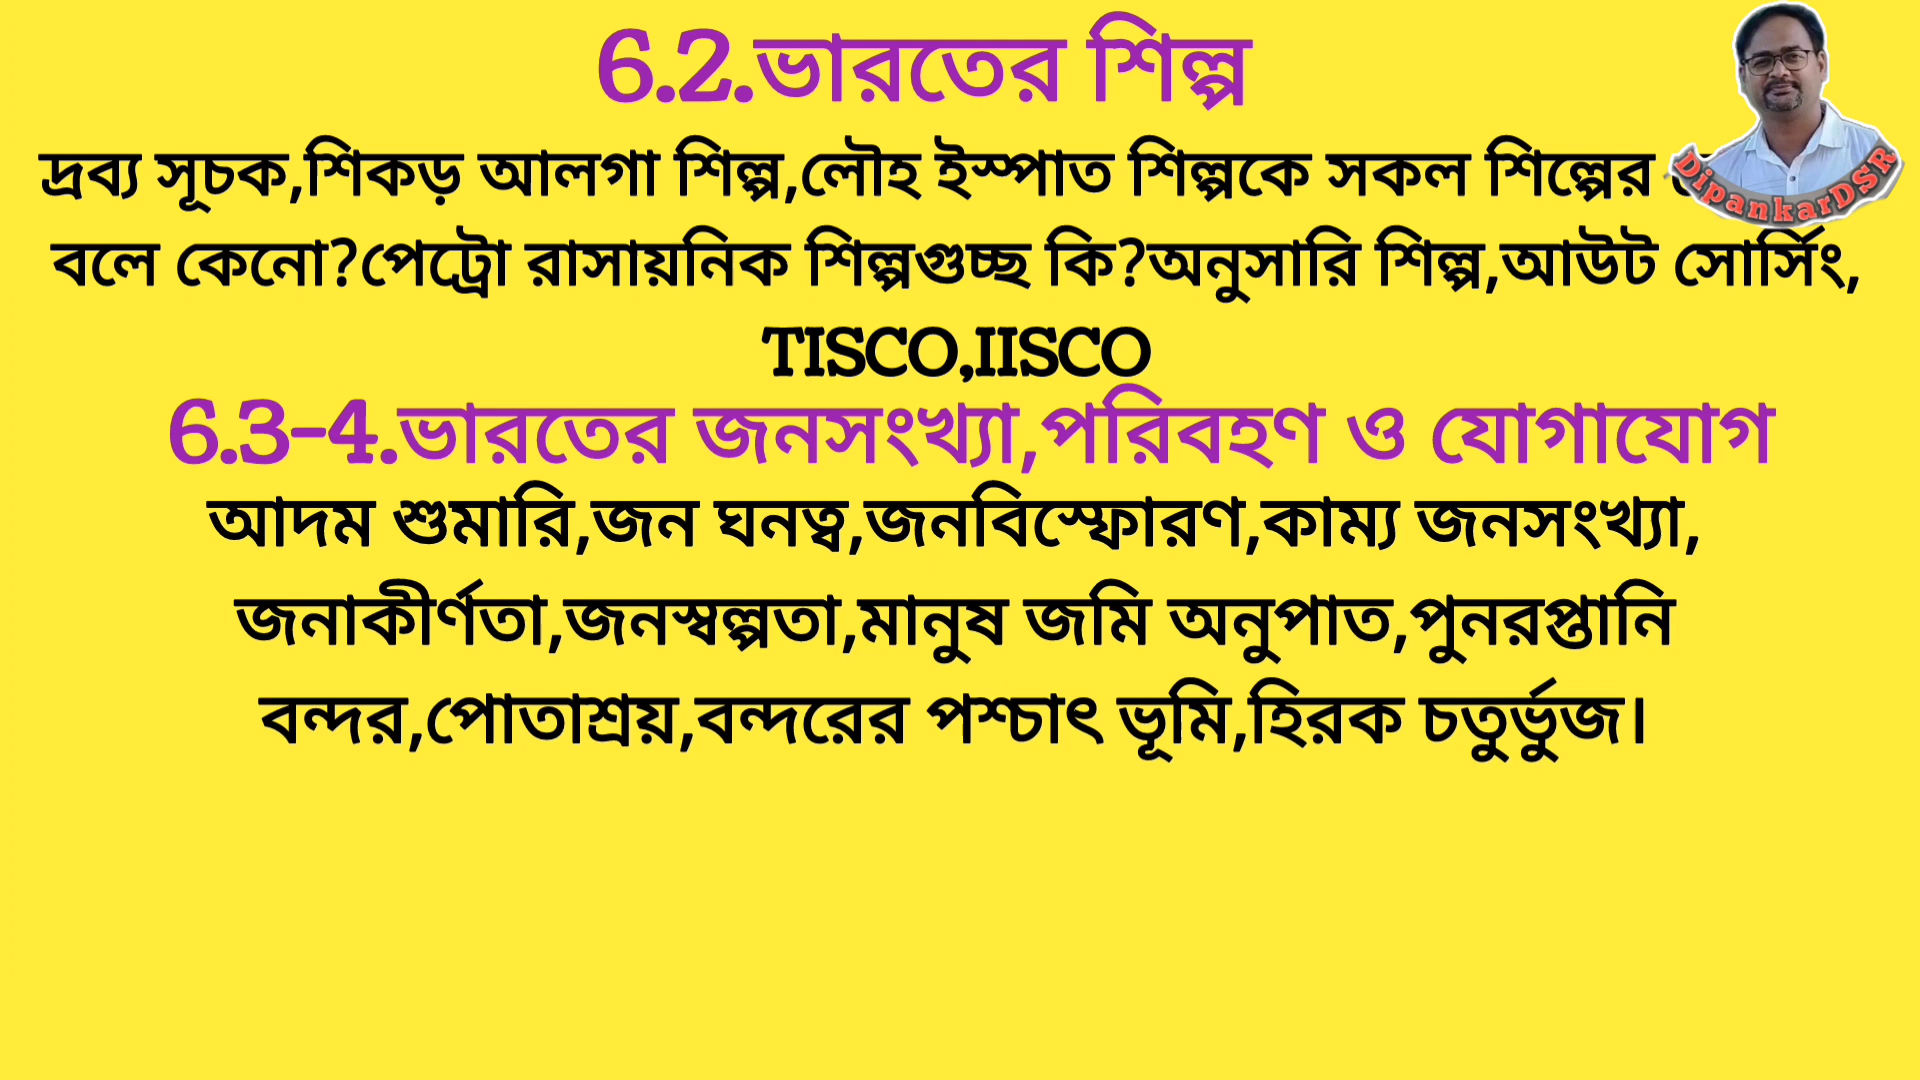 6.2.ভারতের শিল্প
দ্রব্য সূচক,শিকড় আলগা শিল্প,লৌহ ইস্পাত শিল্পকে সকল শিল্পের
বলে কেনো?পেট্রো রাসায়নিক শিল্পগুচ্ছ কি?অনুসারি শিল্প,আউট সোর্সিং,
TISCO,IISCO
6.3-4.ভারতের জনসংখ্যা,পরিবহণ ও যোগাযোগ
আদম শুমারি,জন ঘনত্ব,জনবিস্ফোরণ,কাম্য জনসংখ্যা,
জনাকীর্ণতা,জনস্বল্পতা,মানুষ জমি অনুপাত,পুনরপ্তানি
বন্দর,পোতাশ্রয়,বন্দরের পশ্চাৎ ভূমি,হিরক চতুর্ভুজ।
DipankarDSR